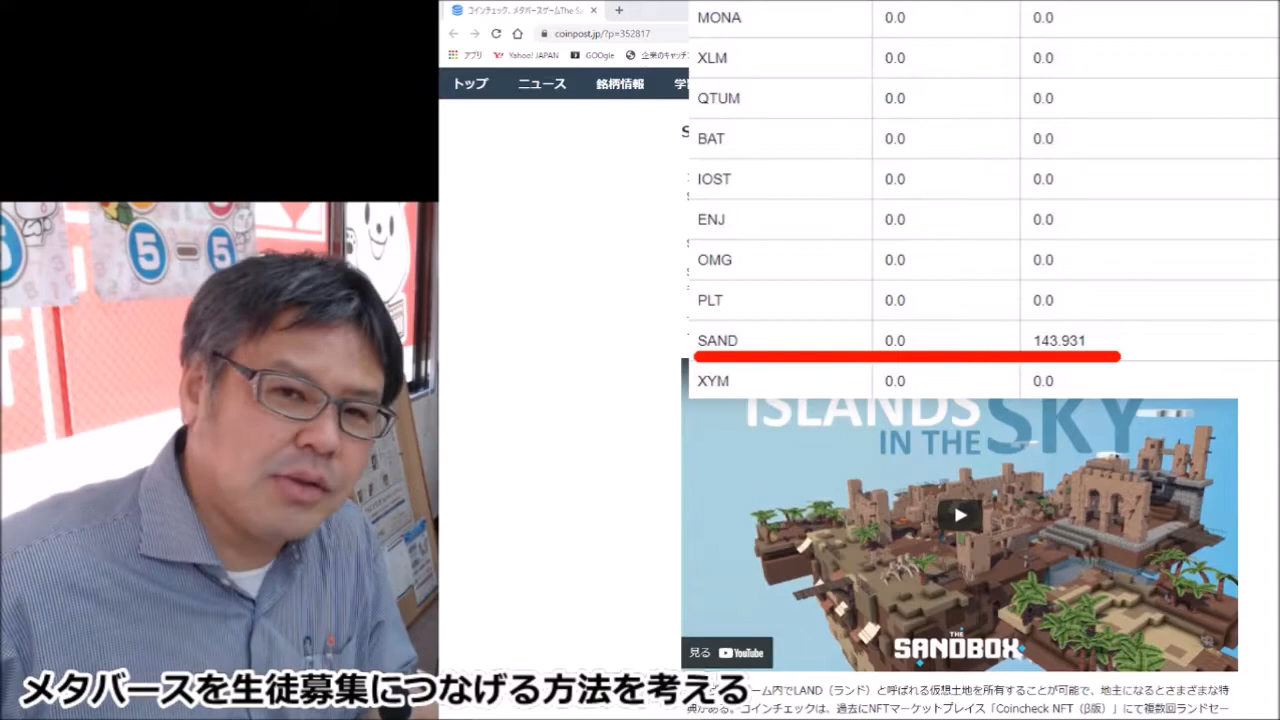 コインチェック、メタバースゲームThe Sa
coinpost.jp/?p=352817
アプリ Yahoo! JAPAN GOOgle 企業のキャッチ
トップ ニュース 銘柄情報
MONA 0.0 0.0
XLM 0.0 0.0
QTUM 0.0 0.0
BAT 0.0 0.0
IOST 0.0 0.0
ENJ 0.0 0.0
OMG 0.0 0.0
PLT 0.0 0.0
SAND 0.0 143.931
XYM 0.0 0.0
5-5
ISLANDS
IN THE SKY
THE
SANDBOX
見る YouTube
メタバースを生徒募集につなげる方法を考える
ーム内でLAND（ランド）と呼ばれる仮想土地を所有することが可能で、地主になるとさまざまな特
典がある。コインチェックは、過去にNFTマーケットプレイス「Coincheck NFT（β版）」にて複数回ランドセー